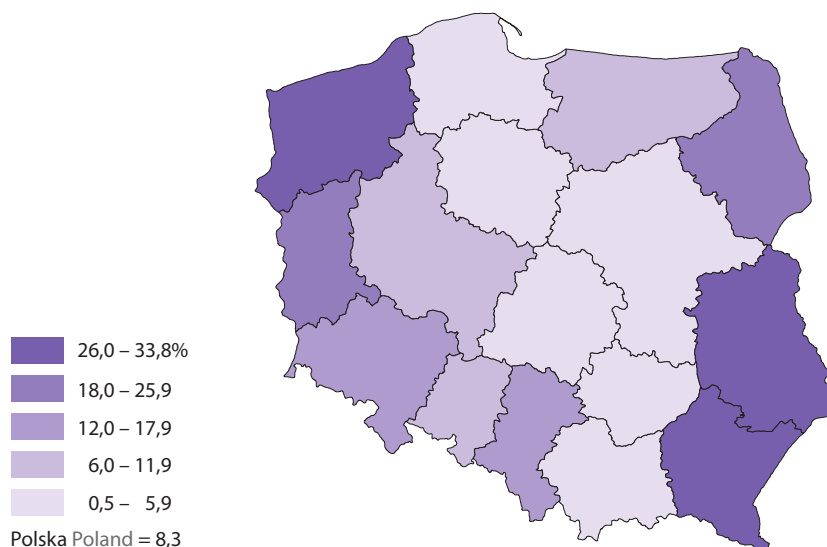 26,0 – 33,8%
18,0 – 25,9
12,0 – 17,9
6,0 – 11,9
0,5 – 5,9
Polska Poland = 8,3